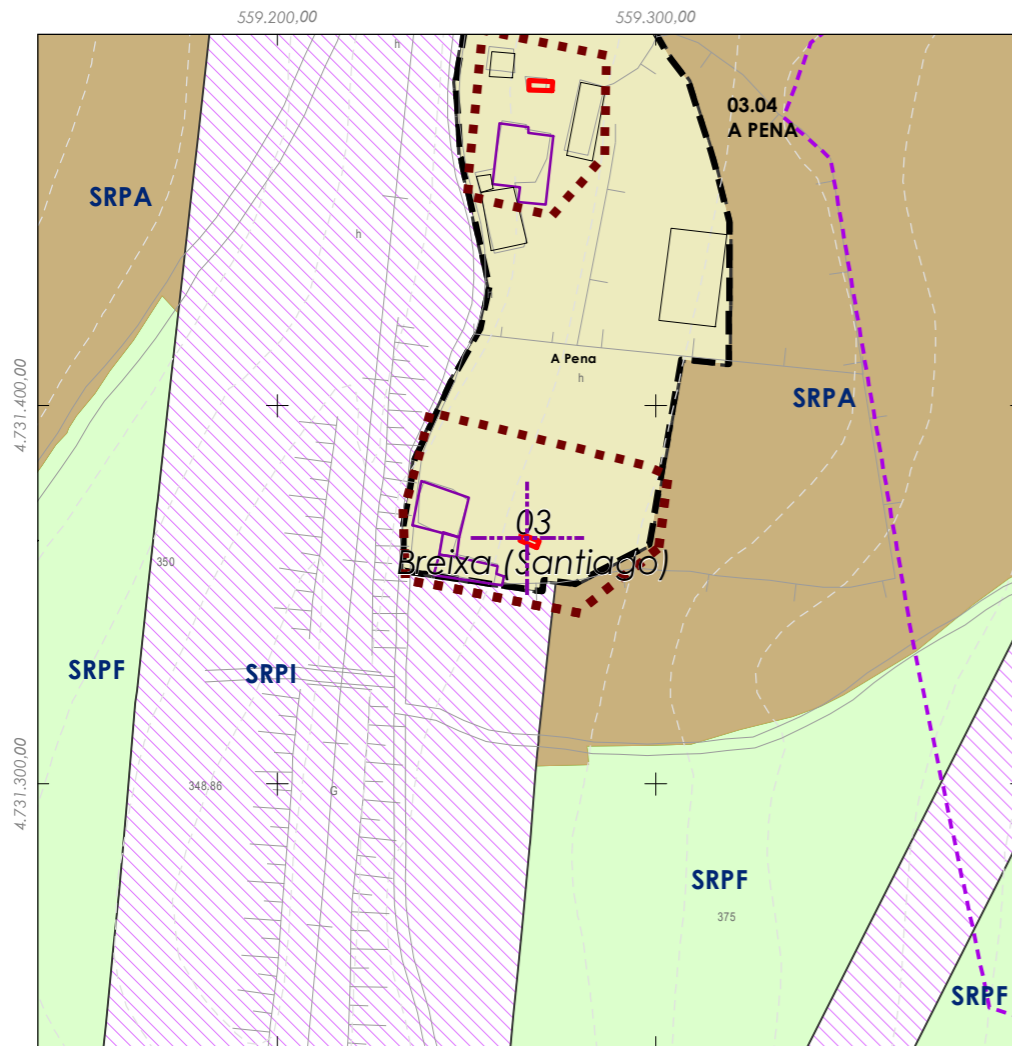 559.200,00
559.300,00
h
03.04
A PENA
SRPA
h
A Pena
h
SRPA
4.731.400,00
03
Breixa (Santiago)
350
SRPF
SRPI
348.86
G
4.731.300,00
SRPF
375
SRPF